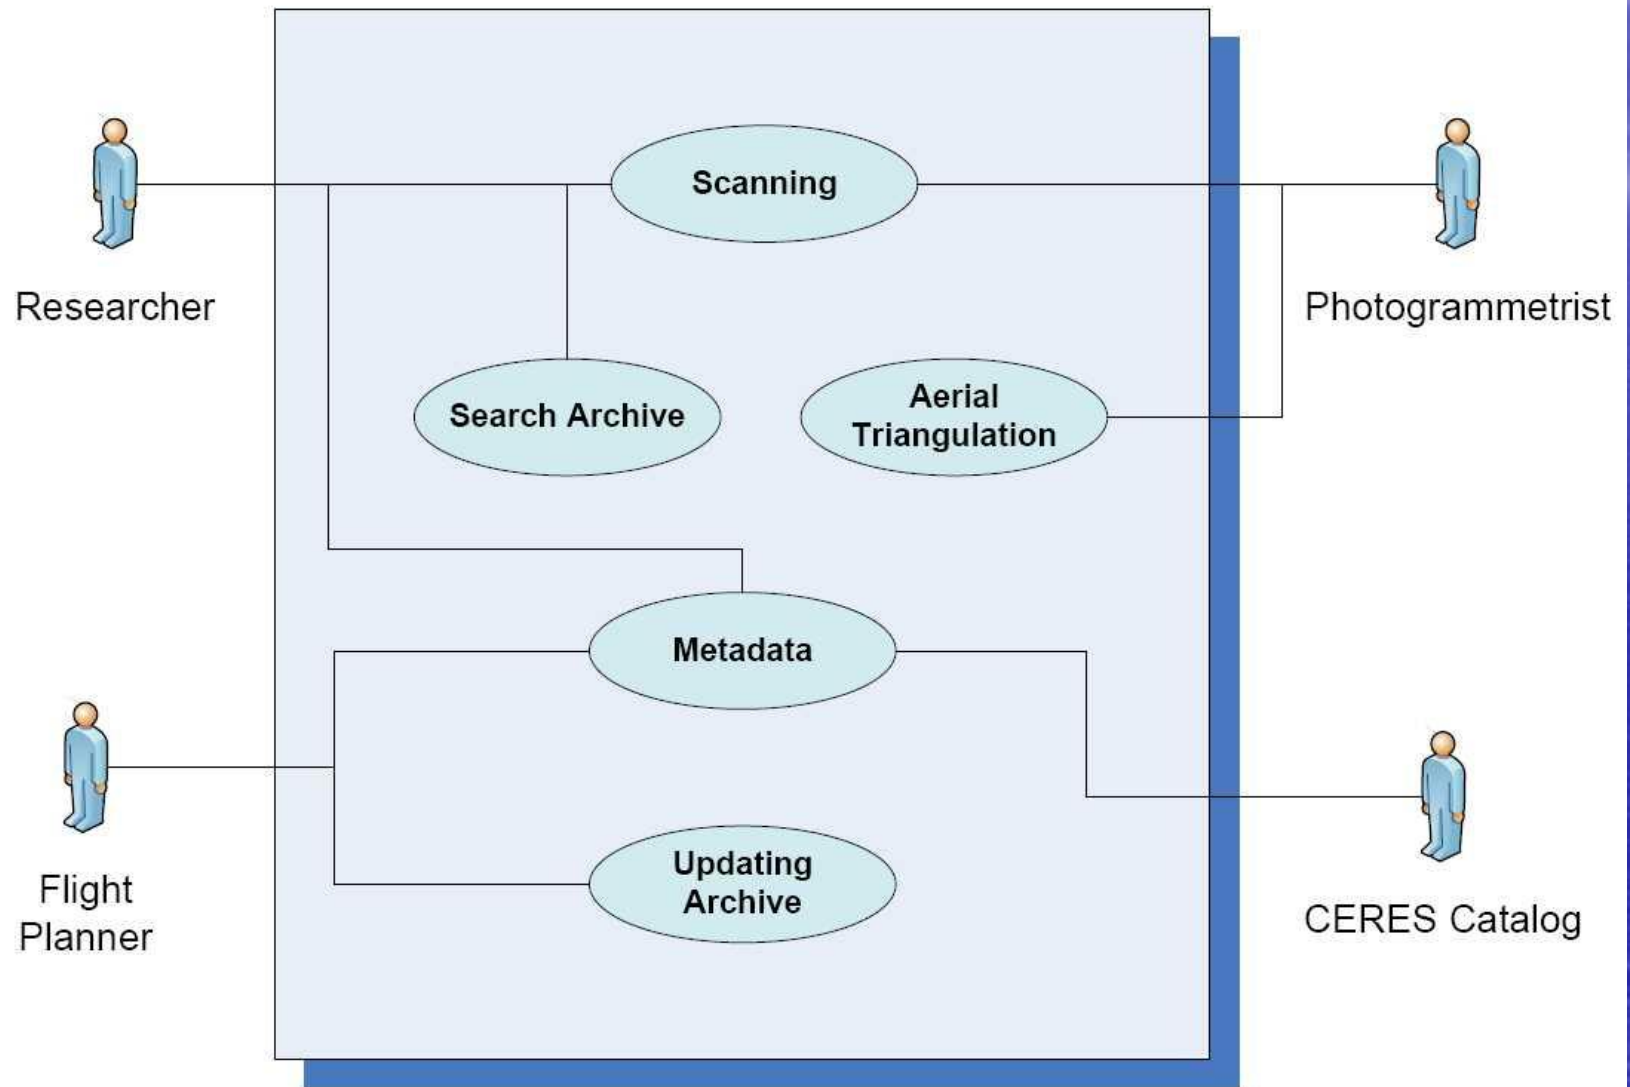 Scanning
Researcher
Photogrammetrist
Search Archive
Aerial
Triangulation
Metadata
Updating
Archive
Flight
Planner
CERES Catalog